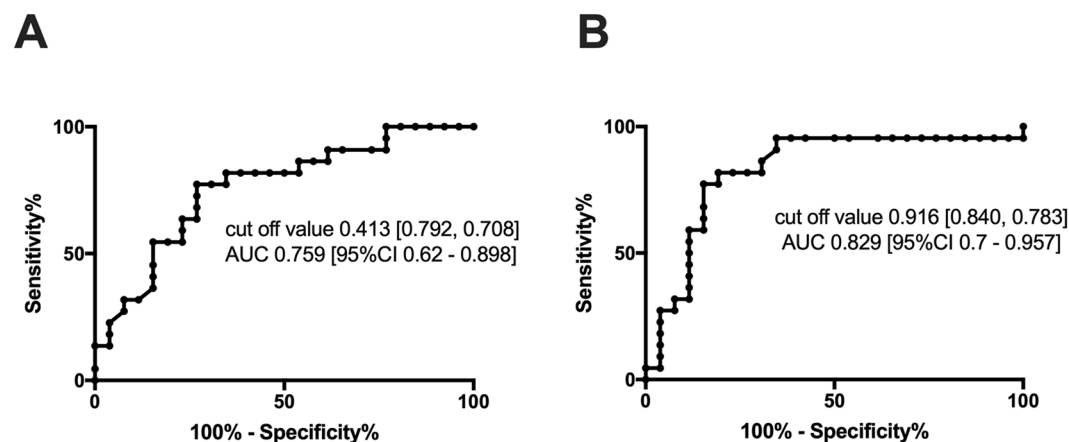 A
100
50
0
Sensitivity%
cut off value 0.413 [0.792, 0.708]
AUC 0.759 [95%CI 0.62 - 0.898]
0
50
100
100% - Specificity%
B
100
50
0
Sensitivity%
cut off value 0.916 [0.840, 0.783]
AUC 0.829 [95%CI 0.7 - 0.957]
0
50
100
100% - Specificity%